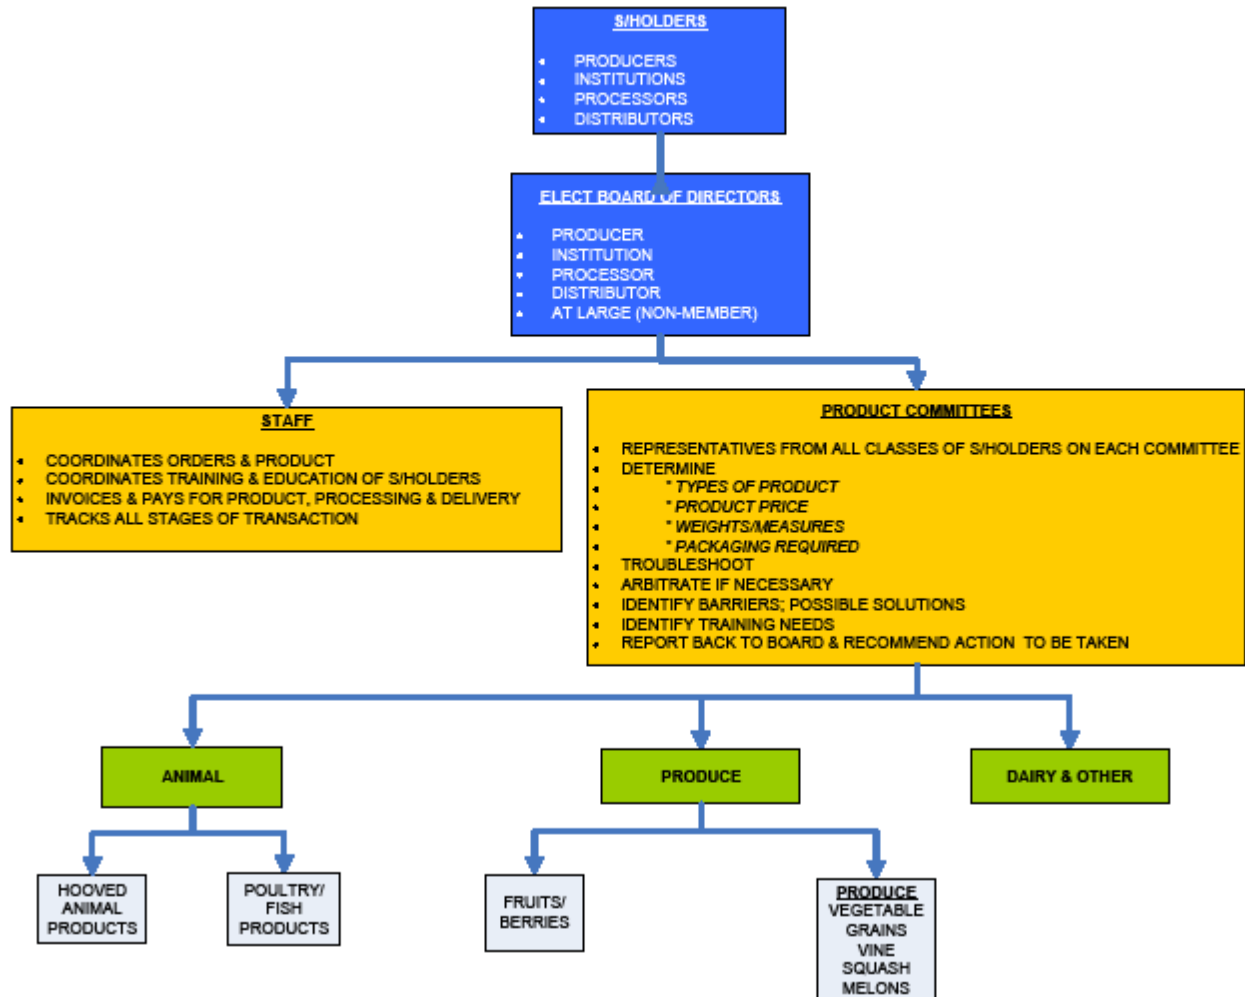 S/HOLDERS
• PRODUCERS
• INSTITUTIONS
• PROCESSORS
• DISTRIBUTORS
ELECT BOARD OF DIRECTORS
• PRODUCER
• INSTITUTION
• PROCESSOR
• DISTRIBUTOR
• AT LARGE (NON-MEMBER)
STAFF
• COORDINATES ORDERS & PRODUCT
• COORDINATES TRAINING & EDUCATION OF S/HOLDERS
• INVOICES & PAYS FOR PRODUCT, PROCESSING & DELIVERY
• TRACKS ALL STAGES OF TRANSACTION
PRODUCT COMMITTEES
• REPRESENTATIVES FROM ALL CLASSES OF S/HOLDERS ON EACH COMMITTEE
• DETERMINE
• * TYPES OF PRODUCT
• * PRODUCT PRICE
• * WEIGHTS/MEASURES
• * PACKAGING REQUIRED
• TROUBLESHOOT
• ARBITRATE IF NECESSARY
• IDENTIFY BARRIERS; POSSIBLE SOLUTIONS
• IDENTIFY TRAINING NEEDS
• REPORT BACK TO BOARD & RECOMMEND ACTION TO BE TAKEN
ANIMAL
PRODUCE
DAIRY & OTHER
HOOVED
ANIMAL
PRODUCTS
POULTRY/
FISH
PRODUCTS
FRUITS/
BERRIES
PRODUCE
VEGETABLE
GRAINS
VINE
SQUASH
MELONS